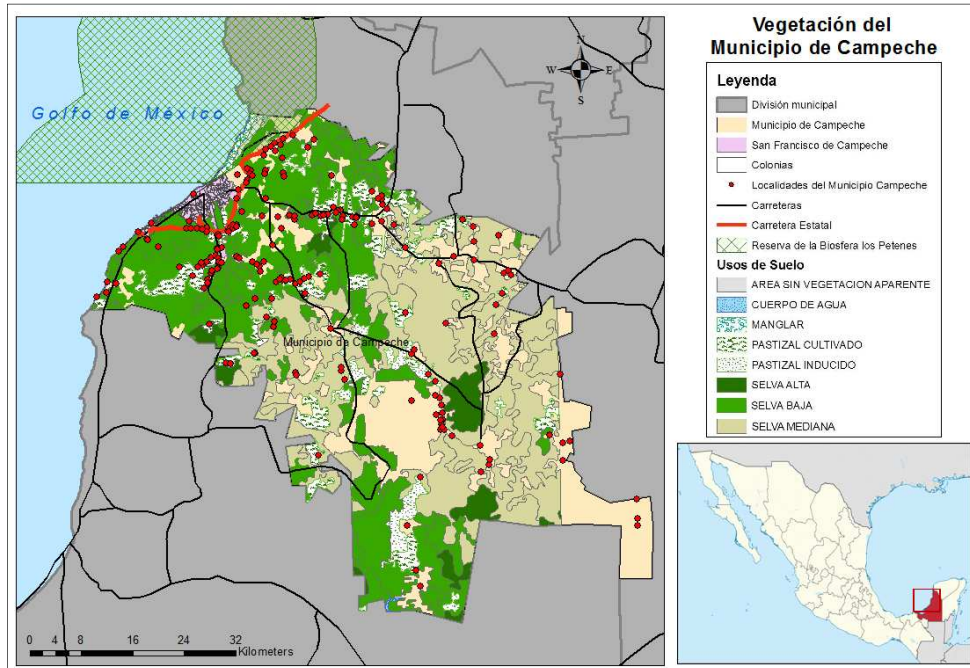 Golfo de México
N
W E
S
Municipio de Campeche
0 4 8 16 24 32
Kilometers
Vegetación del
Municipio de Campeche
Leyenda
División municipal
Municipio de Campeche
San Francisco de Campeche
Colonias
Localidades del Municipio Campeche
Carreteras
Carretera Estatal
Reserva de la Biosfera los Petenes
Usos de Suelo
AREA SIN VEGETACION APARENTE
CUERPO DE AGUA
MANGLAR
PASTIZAL CULTIVADO
PASTIZAL INDUCIDO
SELVA ALTA
SELVA BAJA
SELVA MEDIANA